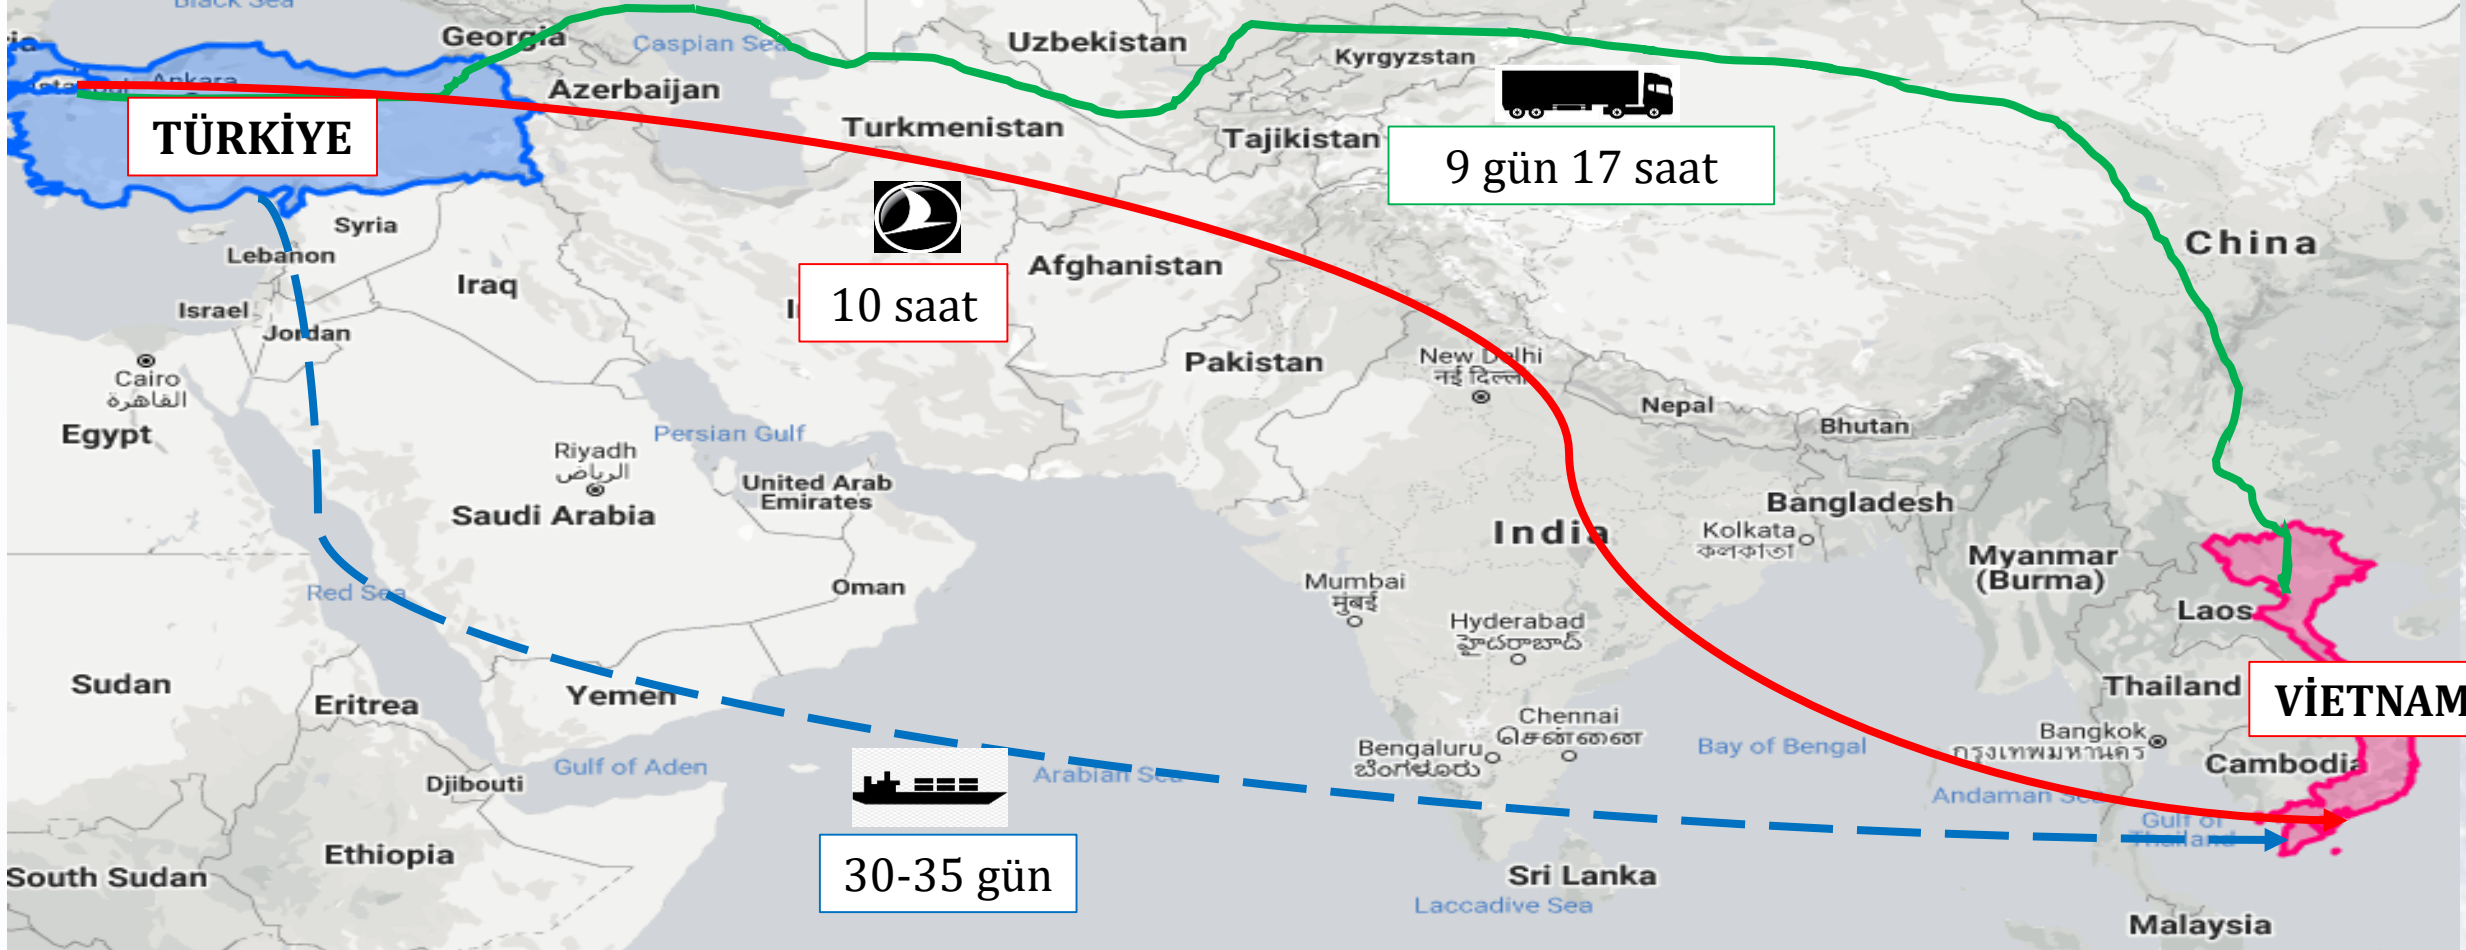 Black Sea
Georgia
Caspian Sea
Uzbekistan
Kyrgyzstan
Ankara
Azerbaijan
TÜRKİYE
Turkmenistan
Tajikistan
9 gün 17 saat
Syria
Lebanon
China
Afghanistan
Iraq
10 saat
Israel
Jordan
New Delhi
नई दिल्ली
Pakistan
Cairo
القاهرة
Nepal
Bhutan
Egypt
Persian Gulf
Riyadh
الرياض
United Arab
Emirates
Saudi Arabia
Bangladesh
India
Kolkata
কলকাতা
Myanmar
(Burma)
Oman
Mumbai
मुंबई
Red Sea
Laos
Hyderabad
హైదరాబాద్
Sudan
Thailand
VİETNAM
Eritrea
Yemen
Chennai
சென்னை
Bangkok
กรุงเทพมหานคร
Bengaluru
ಬೆಂಗಳೂರು
Bay of Bengal
Gulf of Aden
Arabian Sea
Cambodia
Djibouti
Andaman Sea
Gulf of
Thailand
Ethiopia
30-35 gün
South Sudan
Sri Lanka
Laccadive Sea
Malaysia